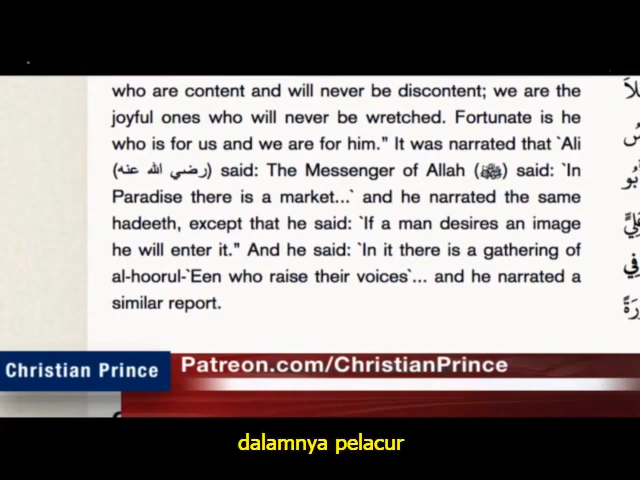 who are content and will never be discontent; we are the
joyful ones who will never be wretched. Fortunate is he
who is for us and we are for him." It was narrated that `Ali
(رضي الله عنه) said: The Messenger of Allah (ﷺ) said: `In
Paradise there is a market...` and he narrated the same
hadeeth, except that he said: `If a man desires an image
he will enter it." And he said: `In it there is a gathering of
al-hoorul-`Een who raise their voices`... and he narrated a
similar report.
Christian Prince
Patreon.com/ChristianPrince
dalamnya pelacur